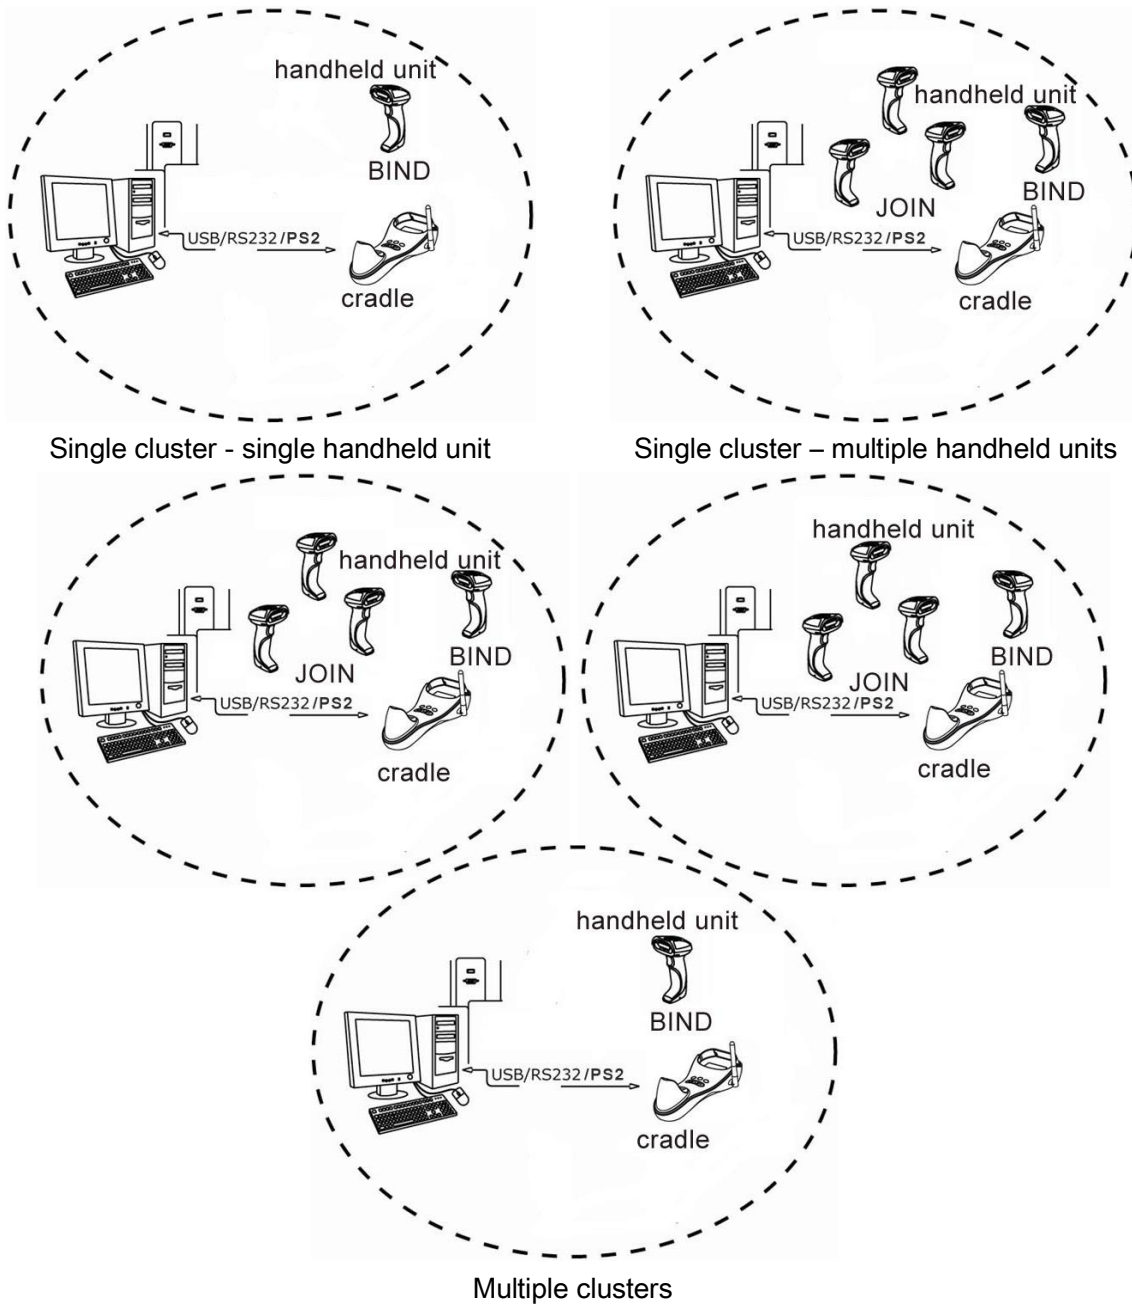 handheld unit
BIND
USB/RS232/PS2
cradle
Single cluster - single handheld unit
handheld unit
JOIN
BIND
USB/RS232/PS2
cradle
Single cluster – multiple handheld units
handheld unit
JOIN
BIND
USB/RS232/PS2
cradle
handheld unit
JOIN
BIND
USB/RS232/PS2
cradle
handheld unit
BIND
USB/RS232/PS2
cradle
Multiple clusters